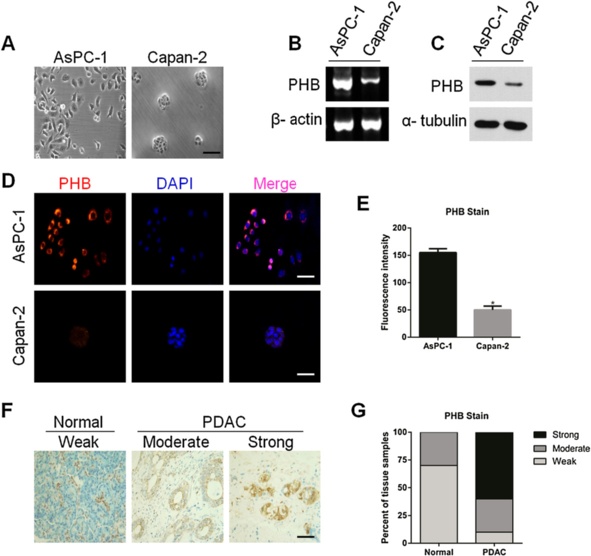 A
AsPC-1 Capan-2
B
AsPC-1 Capan-2
PHB
β- actin
C
AsPC-1 Capan-2
PHB
α- tubulin
D
PHB DAPI Merge
AsPC-1
Capan-2
E
PHB Stain
Fluorescence intensity
200
150
100
50
0
*
AsPC-1 Capan-2
F
Normal PDAC
Weak Moderate Strong
G
PHB Stain
Percent of tissue samples
100
75
50
25
0
Normal PDAC
Strong
Moderate
Weak